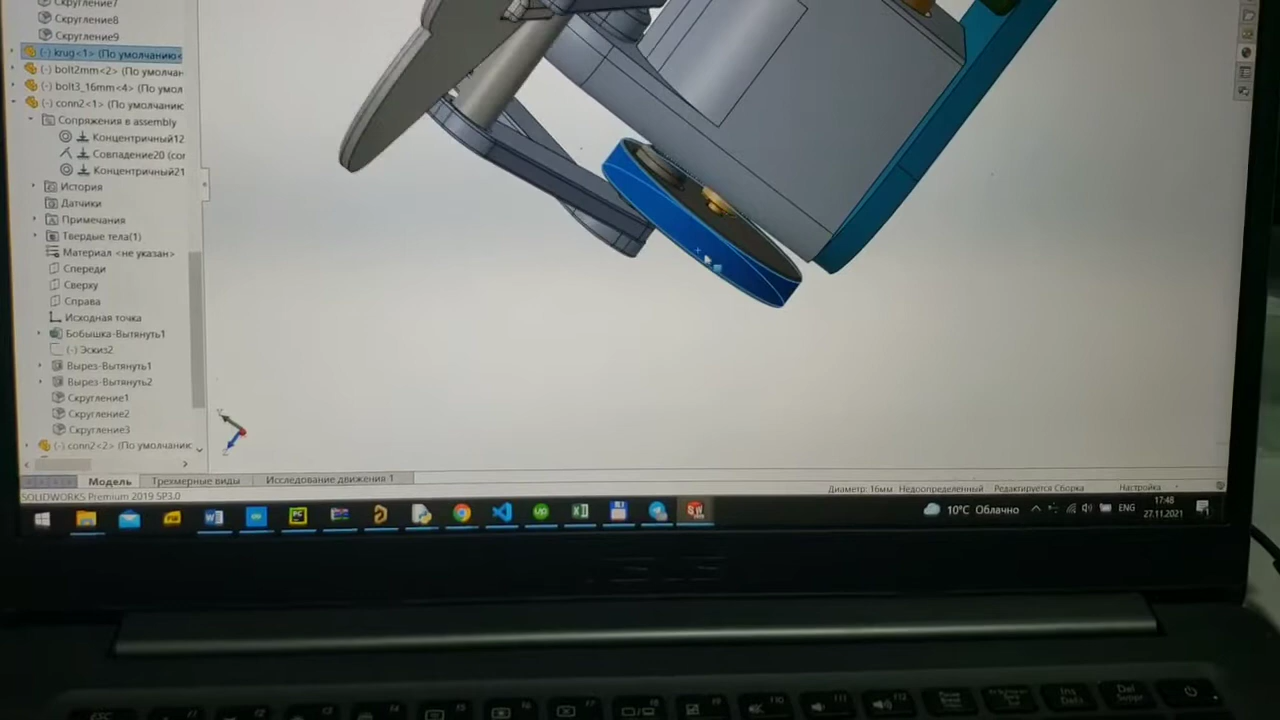 Скругление7
Скругление8
Скругление9
(-) krug<1> (По умолчанию<
(-) bolt2mm<2> (По умолчан
(-) bolt3_16mm<4> (По умол
(-) conn2<1> (По умолчаник
Сопряжения в assembly
Концентричный12
Совпадение20 (cor
Концентричный21
История
Датчики
Примечания
Твердые тела(1)
Материал <не указан>
Спереди
Сверху
Справа
Исходная точка
Бобышка-Вытянуть1
(-) Эскиз2
Вырез-Вытянуть1
Вырез-Вытянуть2
Скругление1
Скругление2
Скругление3
(-) conn2<2> (По умолчаник
Модель Трехмерные виды Исследование движения 1
SOLIDWORKS Premium 2019 SP3.0
Диаметр: 16мм Недоопределенный Редактируется Сборка Настройка
10°C Облачно ENG 17:48
27.11.2021